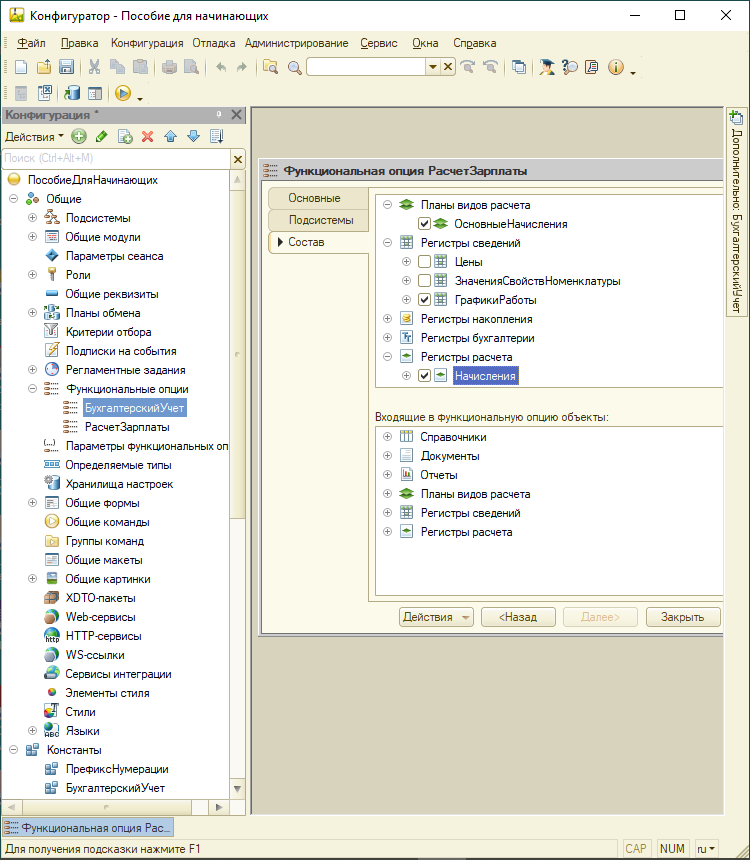 Конфигуратор - Пособие для начинающих
Файл Правка Конфигурация Отладка Администрирование Сервис Окна Справка
Конфигурация *
Действия
Поиск (Ctrl+Alt+M)
ПособиеДляНачинающих
Общие
Подсистемы
Общие модули
Параметры сеанса
Роли
Общие реквизиты
Планы обмена
Критерии отбора
Подписки на события
Регламентные задания
Функциональные опции
БухгалтерскийУчет
РасчетЗарплаты
Параметры функциональных оп
Определяемые типы
Хранилища настроек
Общие формы
Общие команды
Группы команд
Общие макеты
Общие картинки
XDTO-пакеты
Web-сервисы
HTTP-сервисы
WS-ссылки
Сервисы интеграции
Элементы стиля
Стили
Языки
Константы
ПрефиксНумерации
БухгалтерскийУчет
Функциональная опция РасчетЗарплаты
Основные
Подсистемы
Состав
Планы видов расчета
ОсновныеНачисления
Регистры сведений
Цены
ЗначенияСвойствНоменклатуры
ГрафикиРаботы
Регистры накопления
Регистры бухгалтерии
Регистры расчета
Начисления
Входящие в функциональную опцию объекты:
Справочники
Документы
Отчеты
Планы видов расчета
Регистры сведений
Регистры расчета
Действия <Назад Далее> Закрыть
Дополнительно: БухгалтерскийУчет
Функциональная опция Рас...
Для получения подсказки нажмите F1
CAP NUM ru